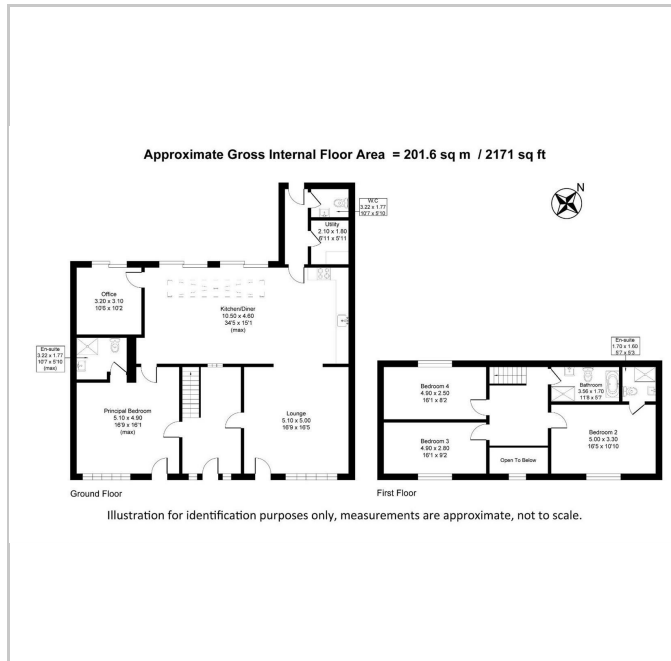 Approximate Gross Internal Floor Area = 201.6 sq m / 2171 sq ft
N
W.C
3.22 x 1.77
10'7 x 5'10
Utility
2.10 x 1.80
6'11 x 5'11
Office
3.20 x 3.10
10'6 x 10'2
Kitchen/Diner
10.50 x 4.60
34'5 x 15'1
(max)
En-suite
3.22 x 1.77
10'7 x 5'10
(max)
Principal Bedroom
5.10 x 4.90
16'9 x 16'1
(max)
Lounge
5.10 x 5.00
16'9 x 16'5
Ground Floor
En-suite
1.70 x 1.60
5'7 x 5'3
Bedroom 4
4.90 x 2.50
16'1 x 8'2
Bathroom
3.56 x 1.70
11'8 x 5'7
Bedroom 3
4.90 x 2.80
16'1 x 9'2
Bedroom 2
5.00 x 3.30
16'5 x 10'10
Open To Below
First Floor
Illustration for identification purposes only, measurements are approximate, not to scale.